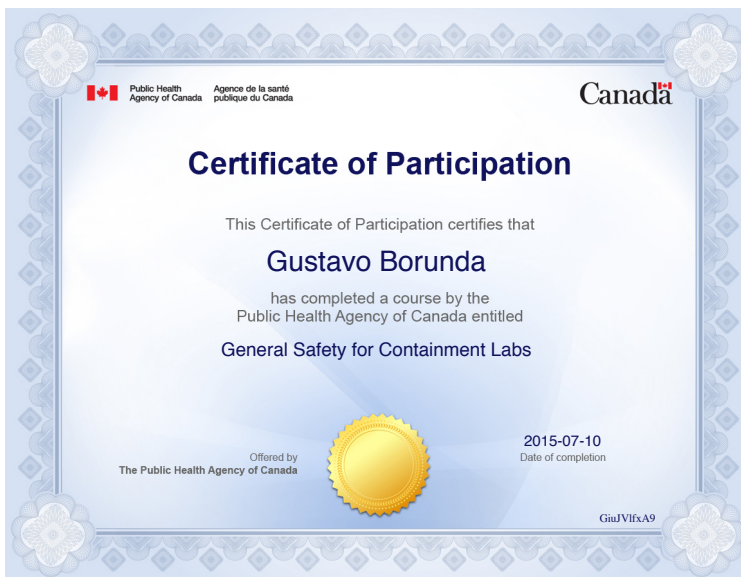 Public Health Agence de la santé
Agency of Canada publique du Canada
Canada
Certificate of Participation
This Certificate of Participation certifies that
Gustavo Borunda
has completed a course by the
Public Health Agency of Canada entitled
General Safety for Containment Labs
Offered by
The Public Health Agency of Canada
2015-07-10
Date of completion
GiuJVlfxA9